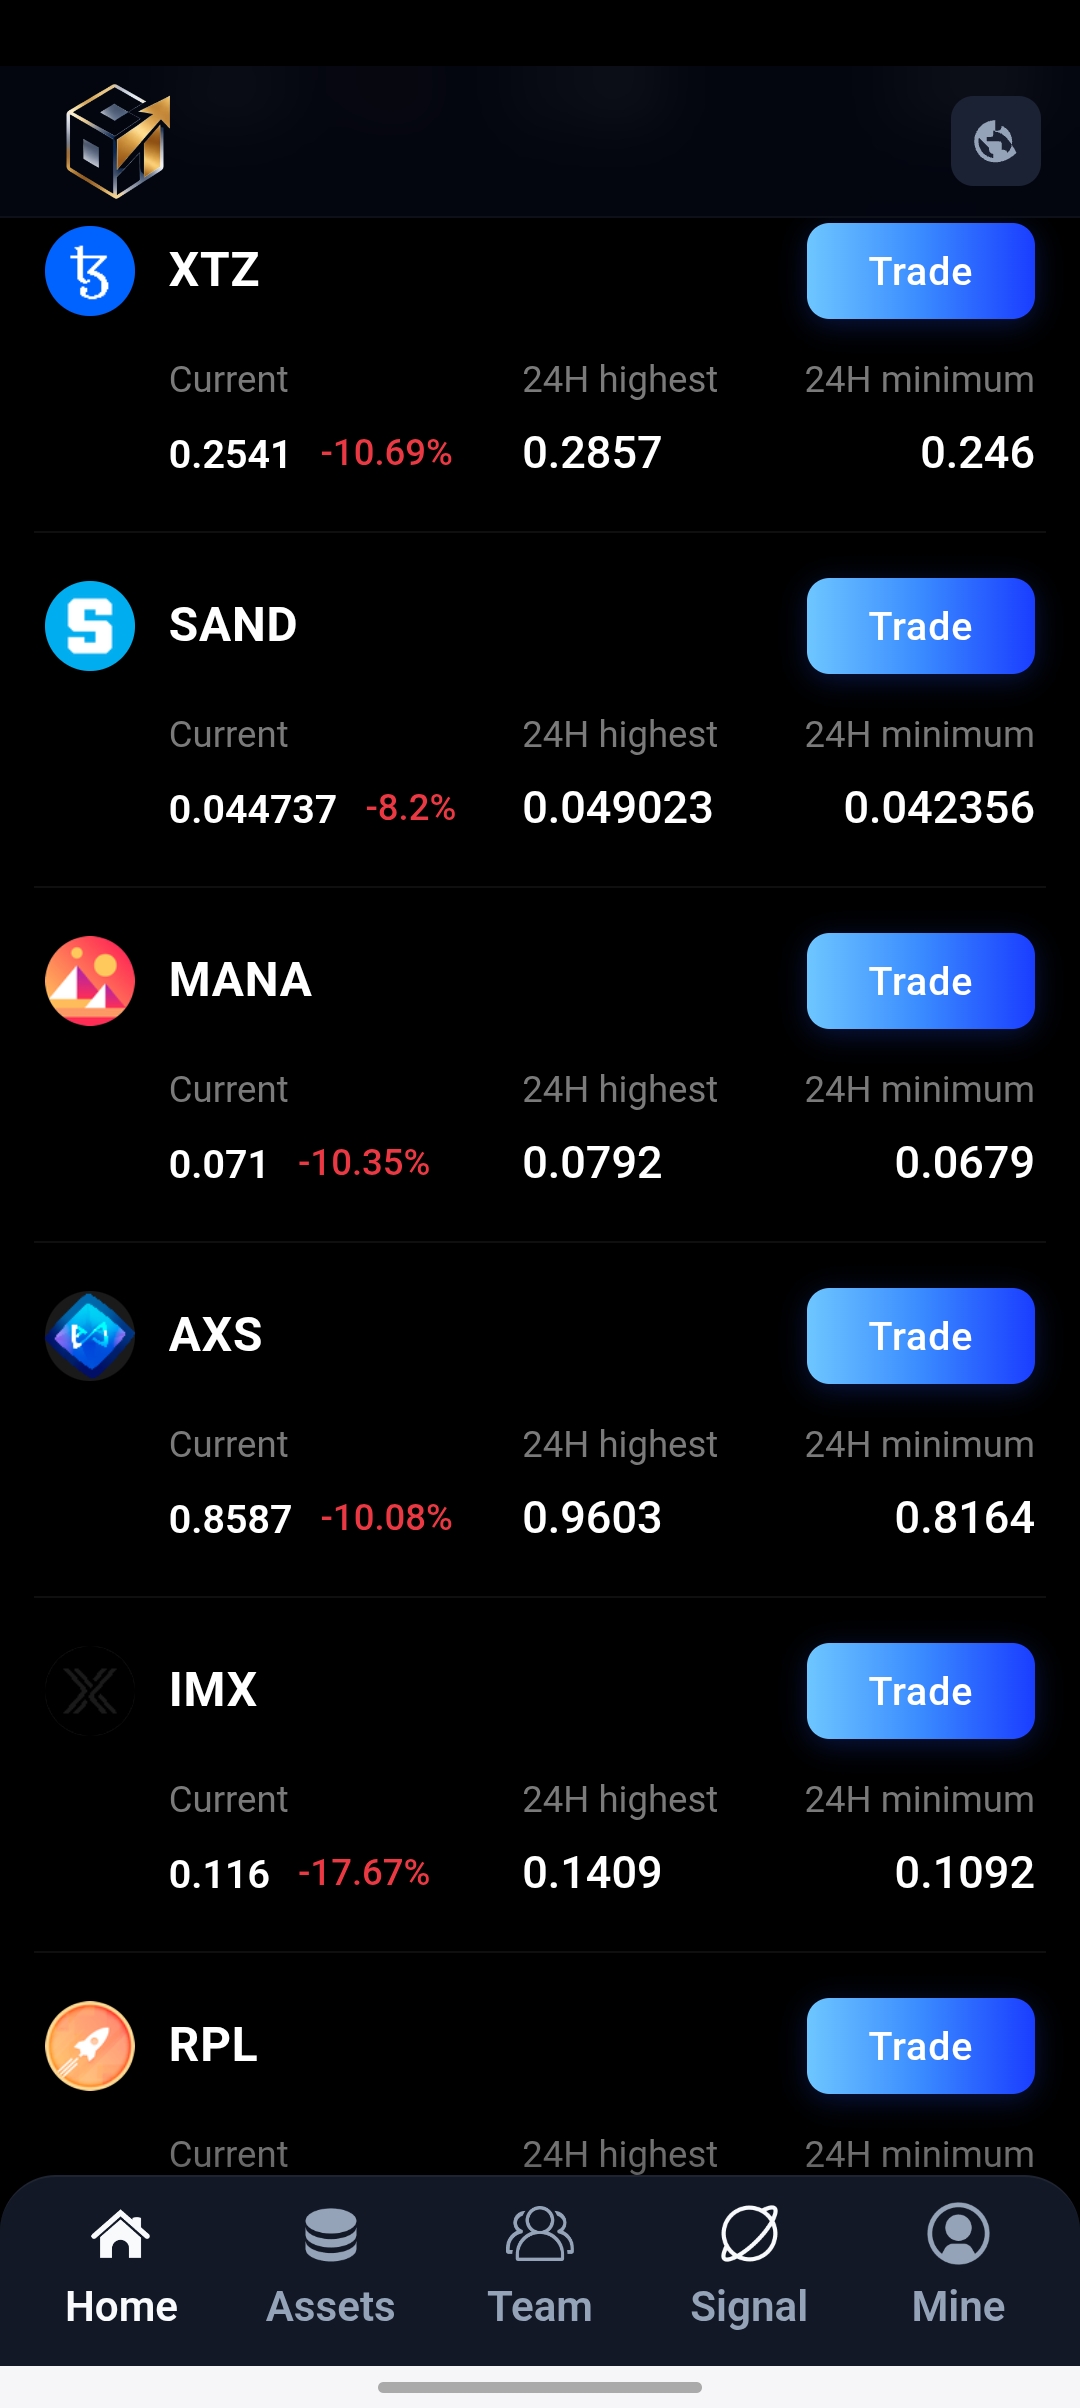 XTZ Trade
Current 24H highest 24H minimum
0.2541 -10.69% 0.2857 0.246
SAND Trade
Current 24H highest 24H minimum
0.044737 -8.2% 0.049023 0.042356
MANA Trade
Current 24H highest 24H minimum
0.071 -10.35% 0.0792 0.0679
AXS Trade
Current 24H highest 24H minimum
0.8587 -10.08% 0.9603 0.8164
IMX Trade
Current 24H highest 24H minimum
0.116 -17.67% 0.1409 0.1092
RPL Trade
Current 24H highest 24H minimum
Home Assets Team Signal Mine